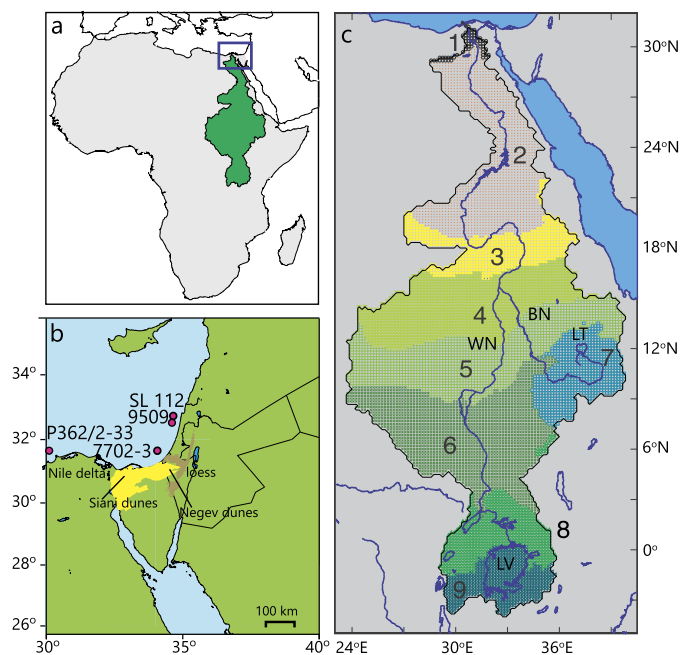 a
b
34°
32°
30°
28°
26°
30°
35°
40°
SL 112
9509
P362/2-33
7702-3
Nile delta
loess
Siani dunes
Negev dunes
100 km
c
30°N
24°N
18°N
12°N
6°N
0°
24°E
30°E
36°E
1
2
3
4
BN
WN
LT
7
5
6
8
LV
9